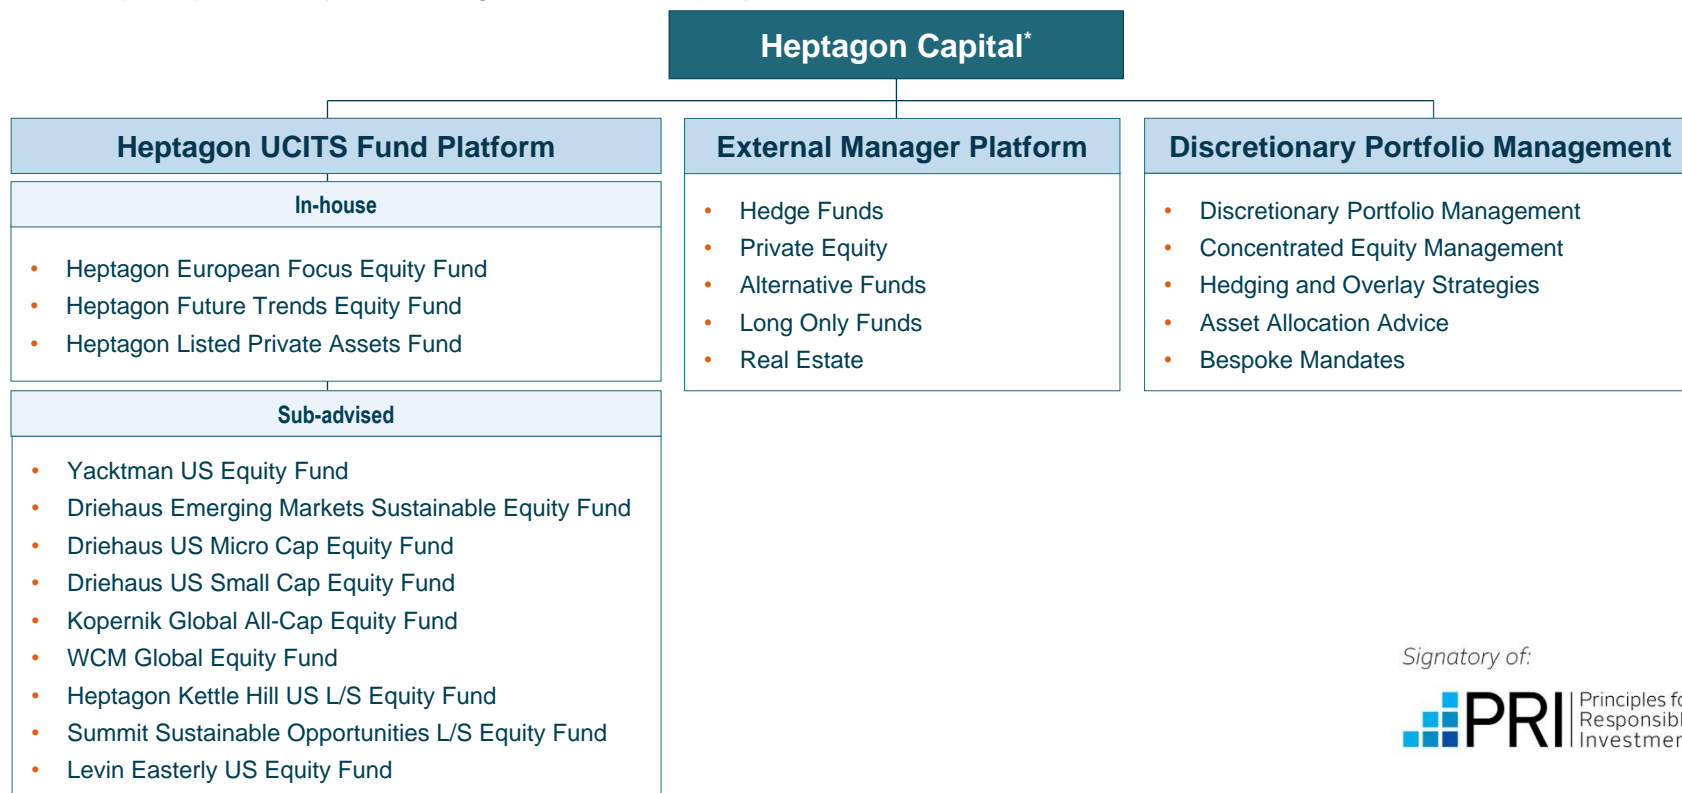 Heptagon Capital*
Heptagon UCITS Fund Platform
In-house
• Heptagon European Focus Equity Fund
• Heptagon Future Trends Equity Fund
• Heptagon Listed Private Assets Fund
Sub-advised
• Yacktman US Equity Fund
• Driehaus Emerging Markets Sustainable Equity Fund
• Driehaus US Micro Cap Equity Fund
• Driehaus US Small Cap Equity Fund
• Kopernik Global All-Cap Equity Fund
• WCM Global Equity Fund
• Heptagon Kettle Hill US L/S Equity Fund
• Summit Sustainable Opportunities L/S Equity Fund
• Levin Easterly US Equity Fund
External Manager Platform
• Hedge Funds
• Private Equity
• Alternative Funds
• Long Only Funds
• Real Estate
Discretionary Portfolio Management
• Discretionary Portfolio Management
• Concentrated Equity Management
• Hedging and Overlay Strategies
• Asset Allocation Advice
• Bespoke Mandates
Signatory of:
PRI
Principles fo
Responsibl
Investmen